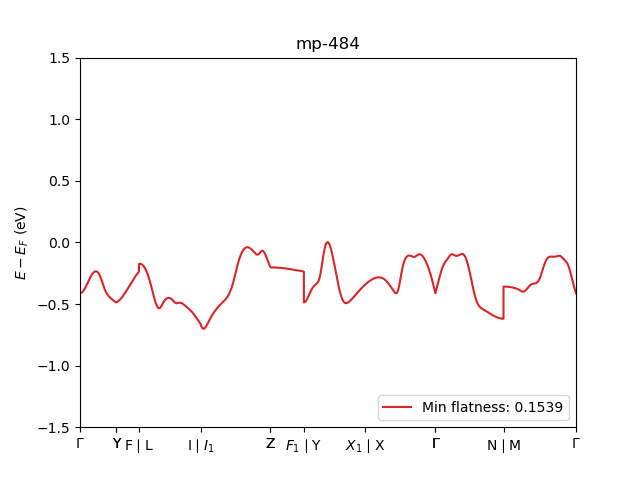 mp-484
E − E_F (eV)
1.5
1.0
0.5
0.0
−0.5
−1.0
−1.5
Min flatness: 0.1539
Γ Y F | L I | I₁ Z F₁ | Y X₁ | X Γ N | M Γ